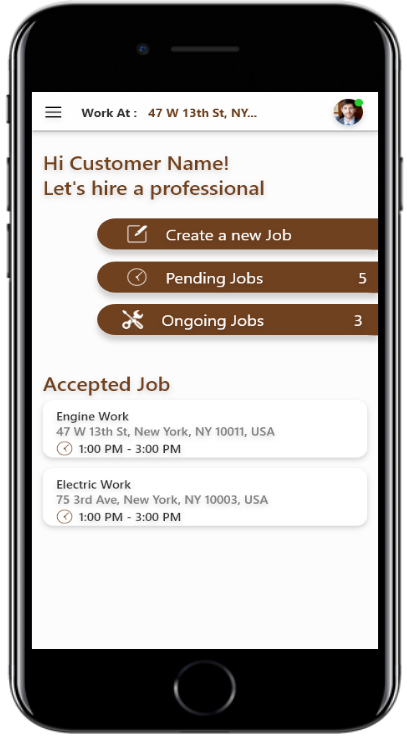 Work At : 47 W 13th St, NY...
Hi Customer Name!
Let's hire a professional
Create a new Job
Pending Jobs 5
Ongoing Jobs 3
Accepted Job
Engine Work
47 W 13th St, New York, NY 10011, USA
1:00 PM - 3:00 PM
Electric Work
75 3rd Ave, New York, NY 10003, USA
1:00 PM - 3:00 PM